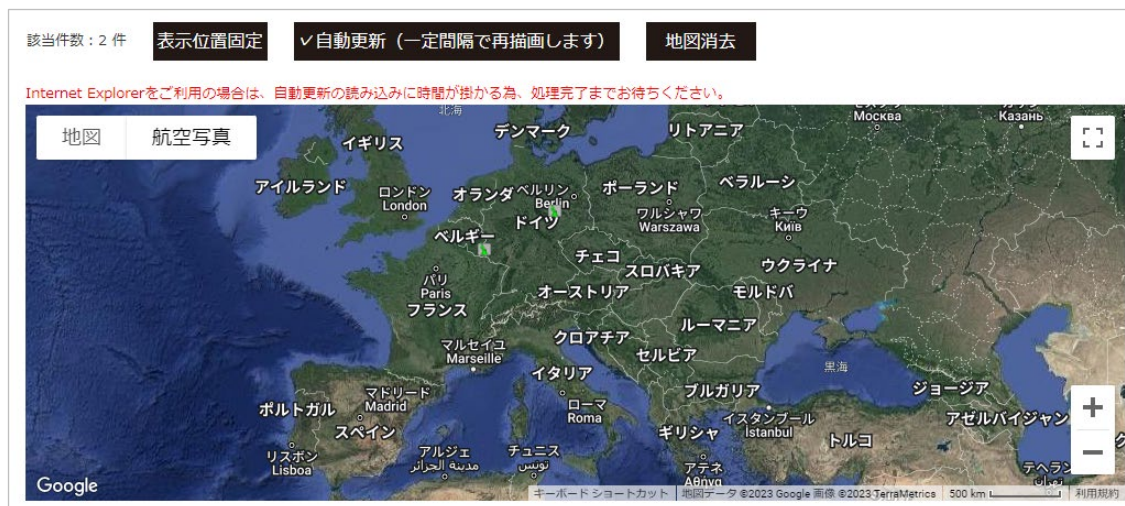 該当件数：2 件
表示位置固定
✓自動更新（一定間隔で再描画します）
地図消去
Internet Explorerをご利用の場合は、自動更新の読み込みに時間が掛かる為、処理完了までお待ちください。
地図
航空写真
北海
デンマーク
リトアニア
Москва
Казань
イギリス
アイルランド
ロンドン
London
オランダ
ベルリン
Berlin
ポーランド
ベラルーシ
ワルシャワ
Warszawa
キーウ
Київ
ドイツ
ベルギー
チェコ
スロバキア
ウクライナ
パリ
Paris
フランス
オーストリア
モルドバ
クロアチア
ルーマニア
マルセイユ
Marseille
セルビア
イタリア
黒海
ポルトガル
マドリード
Madrid
ローマ
Roma
ブルガリア
ジョージア
スペイン
イスタンブール
İstanbul
アゼルバイジャン
ギリシャ
トルコ
リスボン
Lisboa
アルジェ
مدينة الجزائر
チュニス
تونس
アテネ
Αθήνα
テヘラン
تهران
Google
キーボード ショートカット
地図データ ©2023 Google 画像 ©2023 TerraMetrics
500 km
利用規約